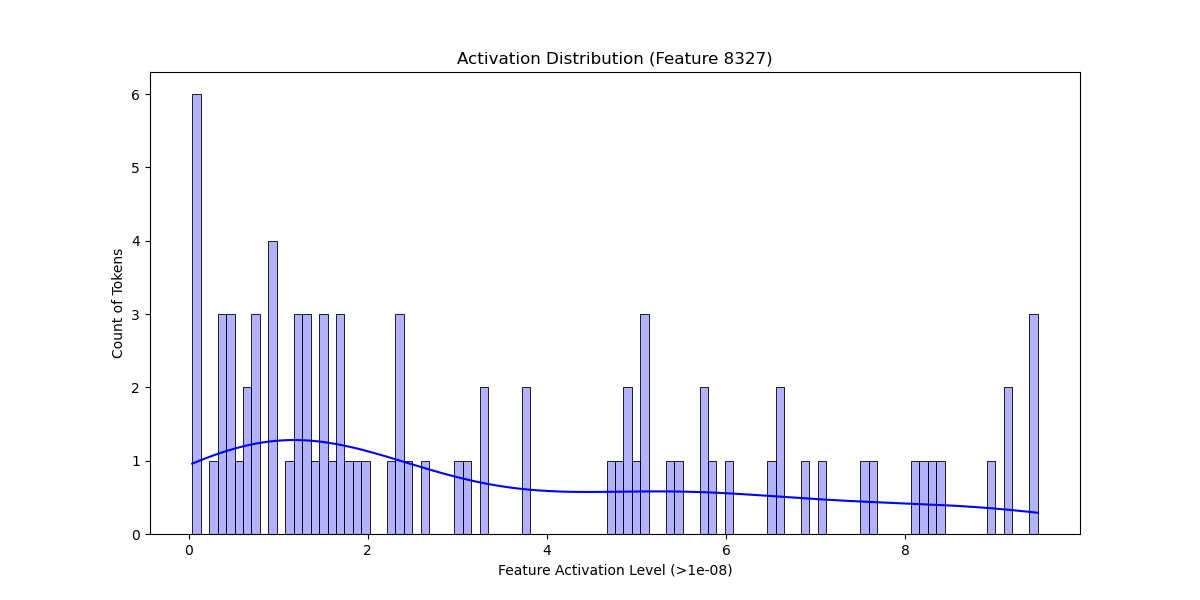 Activation Distribution (Feature 8327)
Count of Tokens
6
5
4
3
2
1
0
0 2 4 6 8
Feature Activation Level (>1e-08)